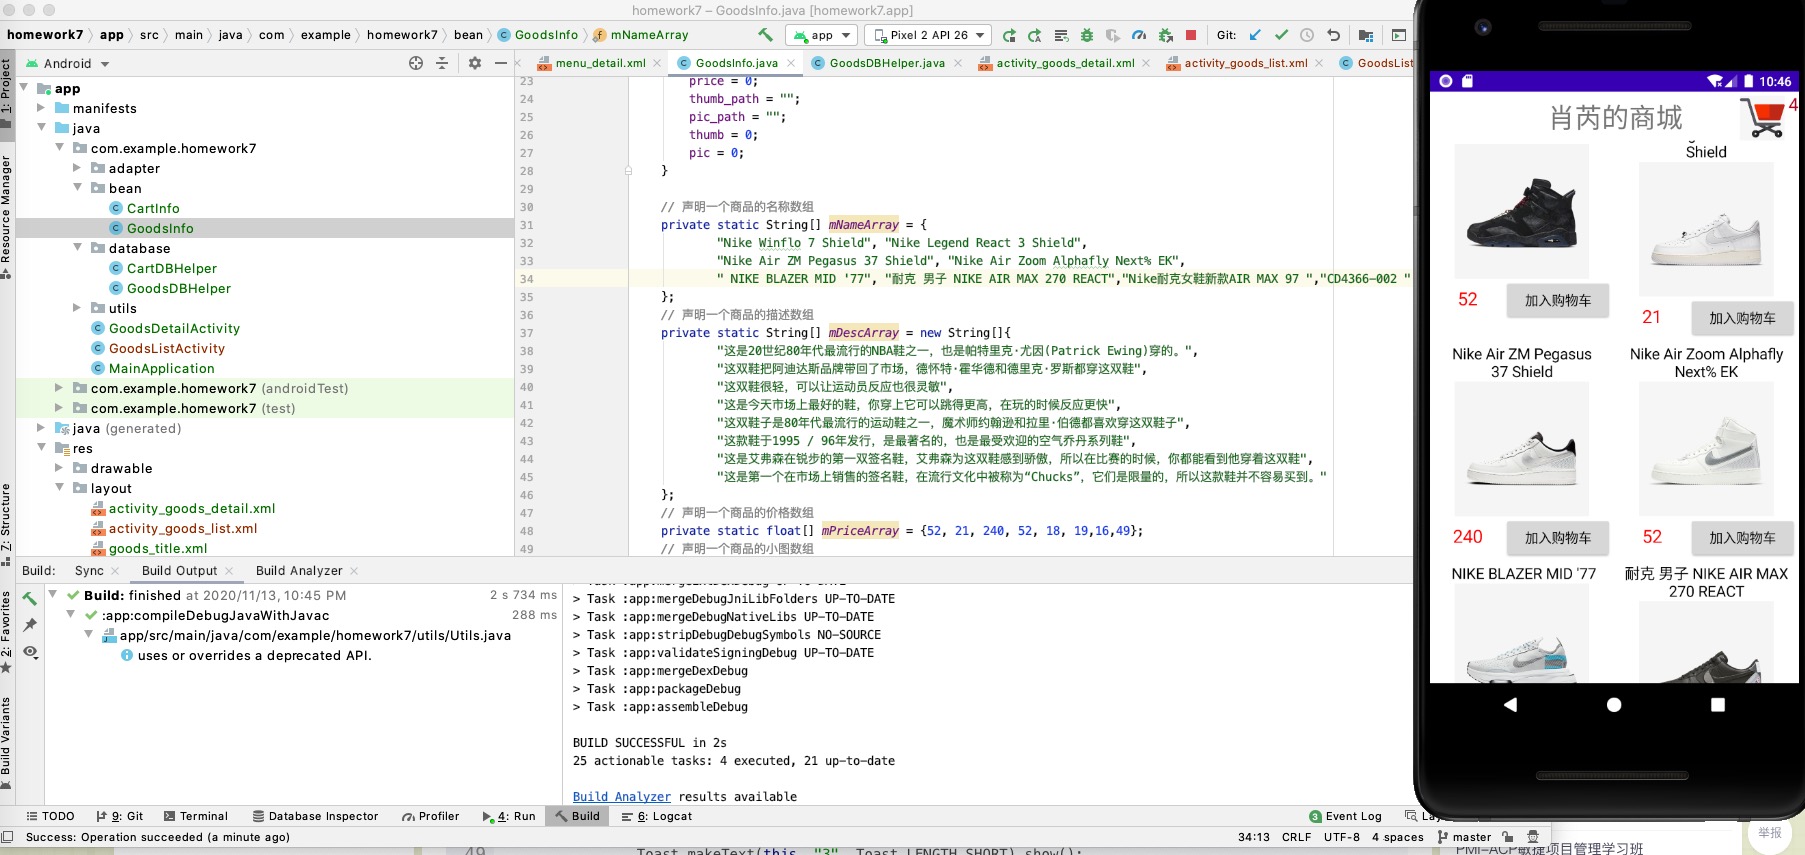 homework7 – GoodsInfo.java [homework7.app]
homework7 app src main java com example homework7 bean GoodsInfo mNameArray app Pixel 2 API 26 Git:
Android
menu_detail.xml GoodsInfo.java GoodsDBHelper.java activity_goods_detail.xml activity_goods_list.xml GoodsList
1: Project
Resource Manager
Z: Structure
2: Favorites
Build Variants
app
manifests
java
com.example.homework7
adapter
bean
CartInfo
GoodsInfo
database
CartDBHelper
GoodsDBHelper
utils
GoodsDetailActivity
GoodsListActivity
MainApplication
com.example.homework7 (androidTest)
com.example.homework7 (test)
java (generated)
res
drawable
layout
activity_goods_detail.xml
activity_goods_list.xml
goods_title.xml
23 price = 0;
24 thumb_path = "";
25 pic_path = "";
26 thumb = 0;
27 pic = 0;
28 }
29
30 // 声明一个商品的名称数组
31 private static String[] mNameArray = {
32 "Nike Winflo 7 Shield", "Nike Legend React 3 Shield",
33 "Nike Air ZM Pegasus 37 Shield", "Nike Air Zoom Alphafly Next% EK",
34 " NIKE BLAZER MID '77", "耐克 男子 NIKE AIR MAX 270 REACT","Nike耐克女鞋新款AIR MAX 97 ","CD4366-002 "
35 };
36 // 声明一个商品的描述数组
37 private static String[] mDescArray = new String[]{
38 "这是20世纪80年代最流行的NBA鞋之一，也是帕特里克·尤因(Patrick Ewing)穿的。",
39 "这双鞋把阿迪达斯品牌带回了市场，德怀特·霍华德和德里克·罗斯都穿这双鞋",
40 "这双鞋很轻，可以让运动员反应也很灵敏",
41 "这是今天市场上最好的鞋，你穿上它可以跳得更高，在玩的时候反应更快",
42 "这双鞋子是80年代最流行的运动鞋之一，魔术师约翰逊和拉里·伯德都喜欢穿这双鞋子",
43 "这款鞋于1995 / 96年发行，是最著名的，也是最受欢迎的空气乔丹系列鞋",
44 "这是艾弗森在锐步的第一双签名鞋，艾弗森为这双鞋感到骄傲，所以在比赛的时候，你都能看到他穿着这双鞋",
45 "这是第一个在市场上销售的签名鞋，在流行文化中被称为“Chucks”，它们是限量的，所以这款鞋并不容易买到。"
46 };
47 // 声明一个商品的价格数组
48 private static float[] mPriceArray = {52, 21, 240, 52, 18, 19,16,49};
49 // 声明一个商品的小图数组
Build: Sync Build Output Build Analyzer
Build: finished at 2020/11/13, 10:45 PM 2 s 734 ms
:app:compileDebugJavaWithJavac 288 ms
app/src/main/java/com/example/homework7/utils/Utils.java
uses or overrides a deprecated API.
> Task :app:mergeDebugJniLibFolders UP-TO-DATE
> Task :app:mergeDebugNativeLibs UP-TO-DATE
> Task :app:stripDebugDebugSymbols NO-SOURCE
> Task :app:validateSigningDebug UP-TO-DATE
> Task :app:mergeDexDebug
> Task :app:packageDebug
> Task :app:assembleDebug
BUILD SUCCESSFUL in 2s
25 actionable tasks: 4 executed, 21 up-to-date
Build Analyzer results available
TODO 9: Git Terminal Database Inspector Profiler 4: Run Build 6: Logcat 3 Event Log
Success: Operation succeeded (a minute ago) 34:13 CRLF UTF-8 4 spaces master
49 Toast.makeText(this, "3", Toast.LENGTH_SHORT).show();
PMI-ACP敏捷项目管理学习班
举报
10:46
肖芮的商城 4
Shield
52 加入购物车
21 加入购物车
Nike Air ZM Pegasus
37 Shield
Nike Air Zoom Alphafly
Next% EK
240 加入购物车
52 加入购物车
NIKE BLAZER MID '77
耐克 男子 NIKE AIR MAX
270 REACT